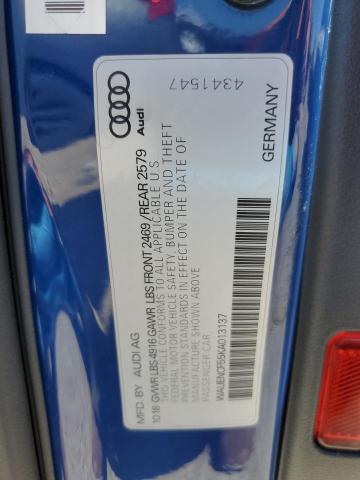 Audi
4341547
MFD. BY AUDI AG
10.18 GVWR LBS 4916 GAWR LBS FRONT 2469/REAR 2579
THIS VEHICLE CONFORMS TO ALL APPLICABLE U.S.
FEDERAL MOTOR VEHICLE SAFETY, BUMPER AND THEFT
PREVENTION STANDARDS IN EFFECT ON THE DATE OF
MANUFACTURE SHOWN ABOVE
PASSENGER CAR
WAUENCF55KA013137 GERMANY